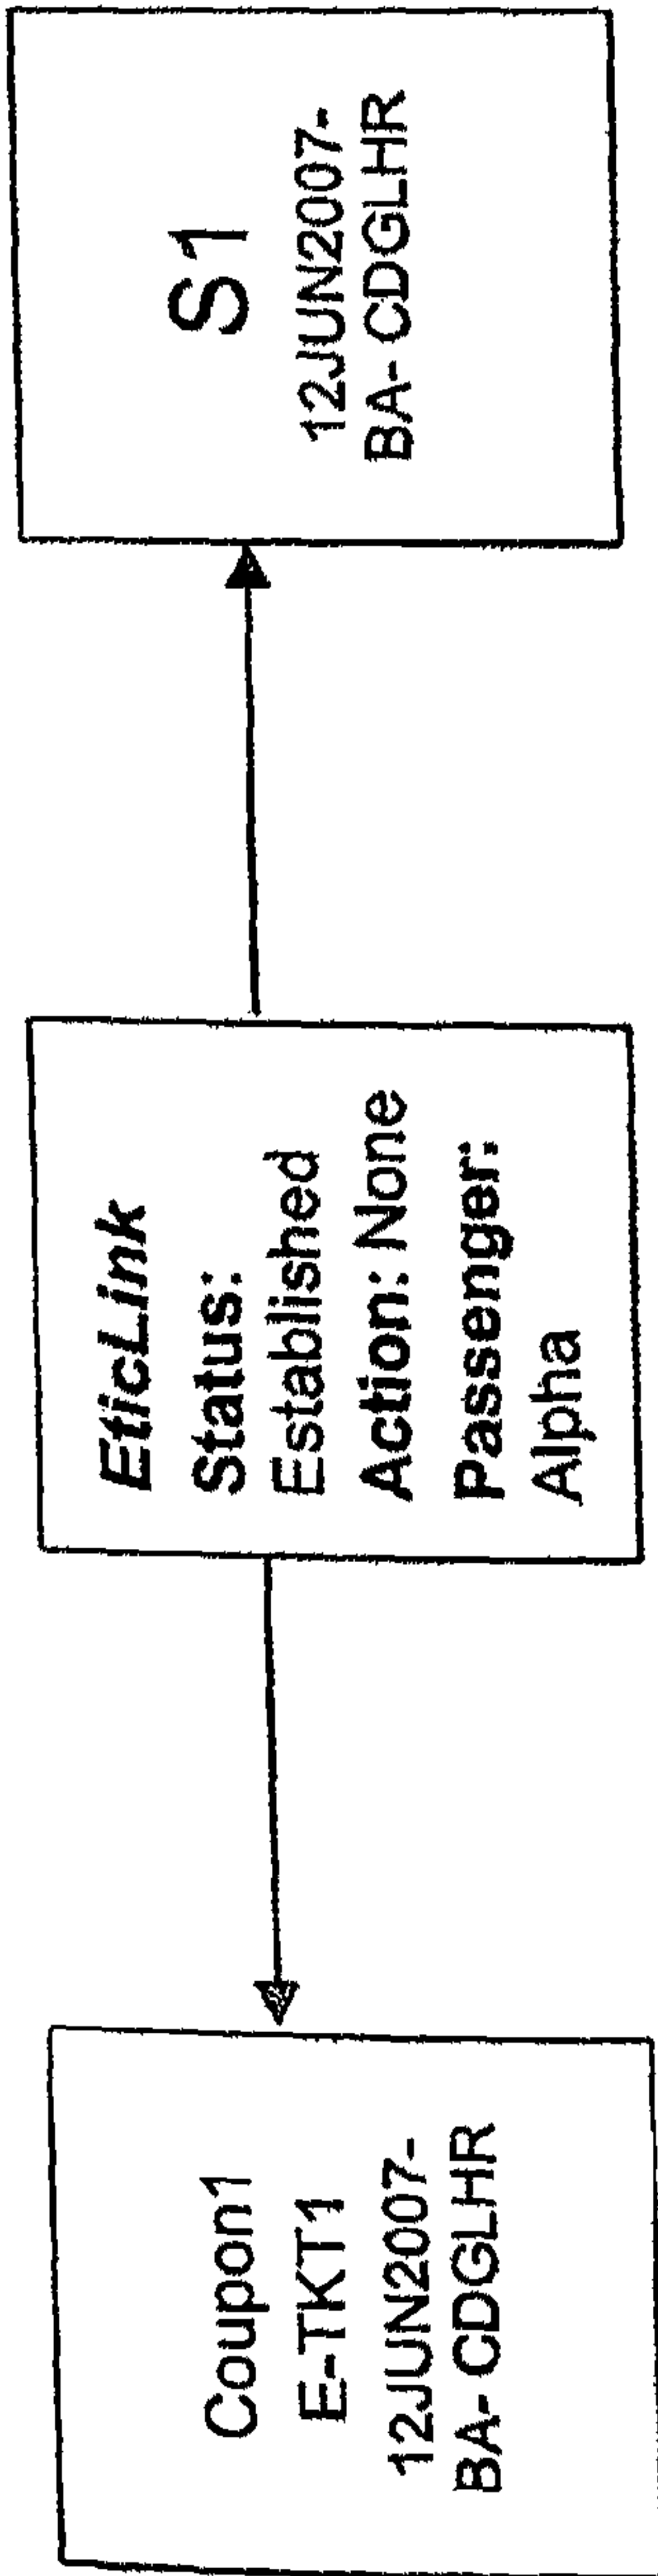 Coupon1
E-TKT1
12JUN2007-
BA- CDGLHR
EticLink
Status:
Established
Action: None
Passenger:
Alpha
S1
12JUN2007-
BA- CDGLHR